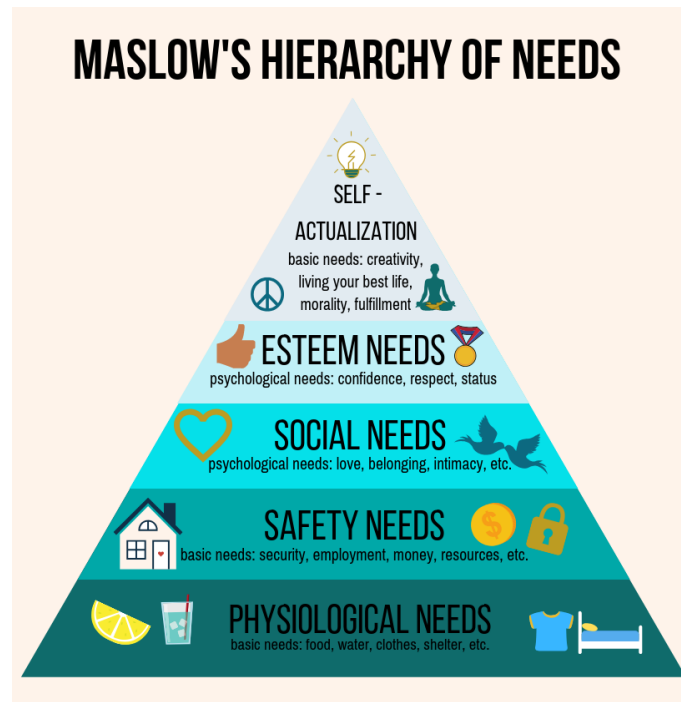 MASLOW'S HIERARCHY OF NEEDS
SELF -
ACTUALIZATION
basic needs: creativity,
living your best life,
morality, fulfillment
ESTEEM NEEDS
psychological needs: confidence, respect, status
SOCIAL NEEDS
psychological needs: love, belonging, intimacy, etc.
SAFETY NEEDS
basic needs: security, employment, money, resources, etc.
PHYSIOLOGICAL NEEDS
basic needs: food, water, clothes, shelter, etc.